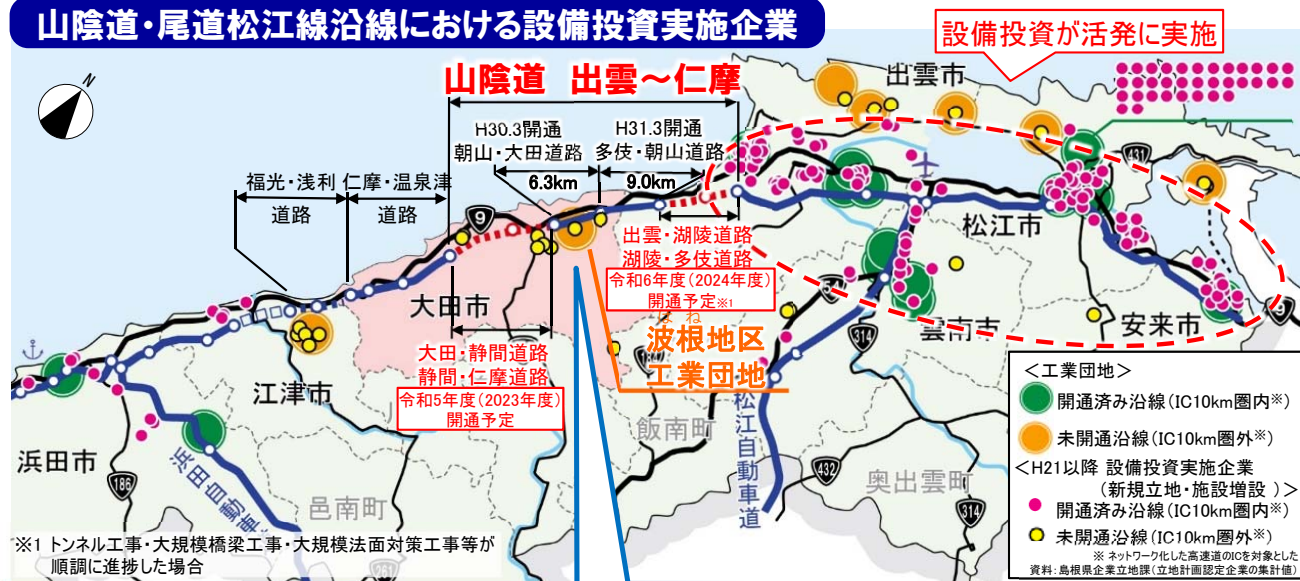 山陰道・尾道松江線沿線における設備投資実施企業
設備投資が活発に実施
N
山陰道 出雲～仁摩
出雲市
H30.3開通
朝山・大田道路
H31.3開通
多伎・朝山道路
6.3km
9.0km
福光・浅利
道路
仁摩・温泉津
道路
9
431
松江市
出雲・湖陵道路
湖陵・多伎道路
令和6年度(2024年度)
開通予定※1
大田市
54
314
雲南市
安来市
9
はね
波根地区
工業団地
大田・静間道路
静間・仁摩道路
令和5年度(2023年度)
開通予定
江津市
184
松江自動車道
飯南町
浜田市
浜田自動車
186
邑南町
261
432
奥出雲町
314
＜工業団地＞
開通済み沿線(IC10km圏内※)
未開通沿線(IC10km圏外※)
＜H21以降 設備投資実施企業
(新規立地・施設増設 )＞
開通済み沿線(IC10km圏内※)
未開通沿線(IC10km圏外※)
※ ネットワーク化した高速道のICを対象とした
資料：島根県企業立地課(立地計画認定企業の集計値)
※1 トンネル工事・大規模橋梁工事・大規模法面対策工事等が
順調に進捗した場合